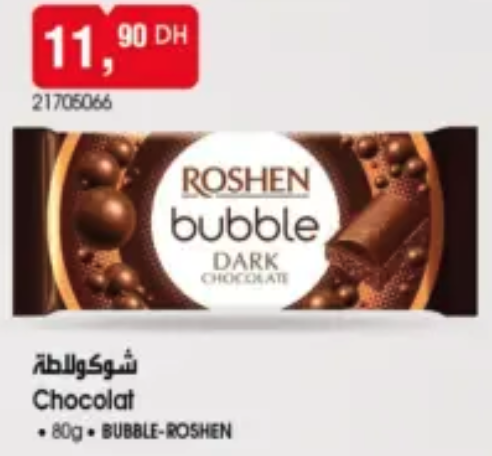 11,90 DH
21705066
ROSHEN
bubble
DARK
CHOCOLATE
شوكولاطة
Chocolat
• 80g • BUBBLE-ROSHEN